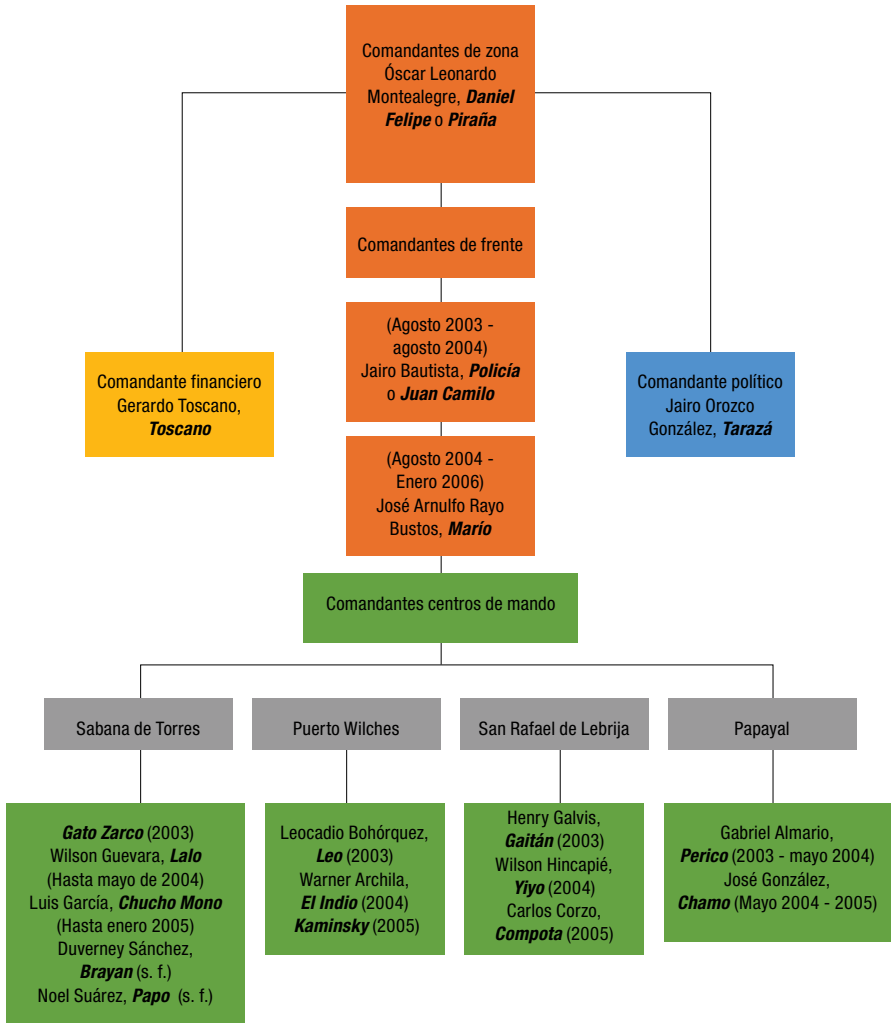 Comandantes de zona
Óscar Leonardo
Montealegre, Daniel
Felipe o Piraña
Comandantes de frente
(Agosto 2003 -
agosto 2004)
Jairo Bautista, Policía
o Juan Camilo
Comandante financiero
Gerardo Toscano,
Toscano
Comandante político
Jairo Orozco
González, Tarazá
(Agosto 2004 -
Enero 2006)
José Arnulfo Rayo
Bustos, Marío
Comandantes centros de mando
Sabana de Torres
Puerto Wilches
San Rafael de Lebrija
Papayal
Gato Zarco (2003)
Wilson Guevara, Lalo
(Hasta mayo de 2004)
Luis García, Chucho Mono
(Hasta enero 2005)
Duverney Sánchez,
Brayan (s. f.)
Noel Suárez, Papo (s. f.)
Leocadio Bohórquez,
Leo (2003)
Warner Archila,
El Indio (2004)
Kaminsky (2005)
Henry Galvis,
Gaitán (2003)
Wilson Hincapié,
Yiyo (2004)
Carlos Corzo,
Compota (2005)
Gabriel Almario,
Perico (2003 - mayo 2004)
José González,
Chamo (Mayo 2004 - 2005)